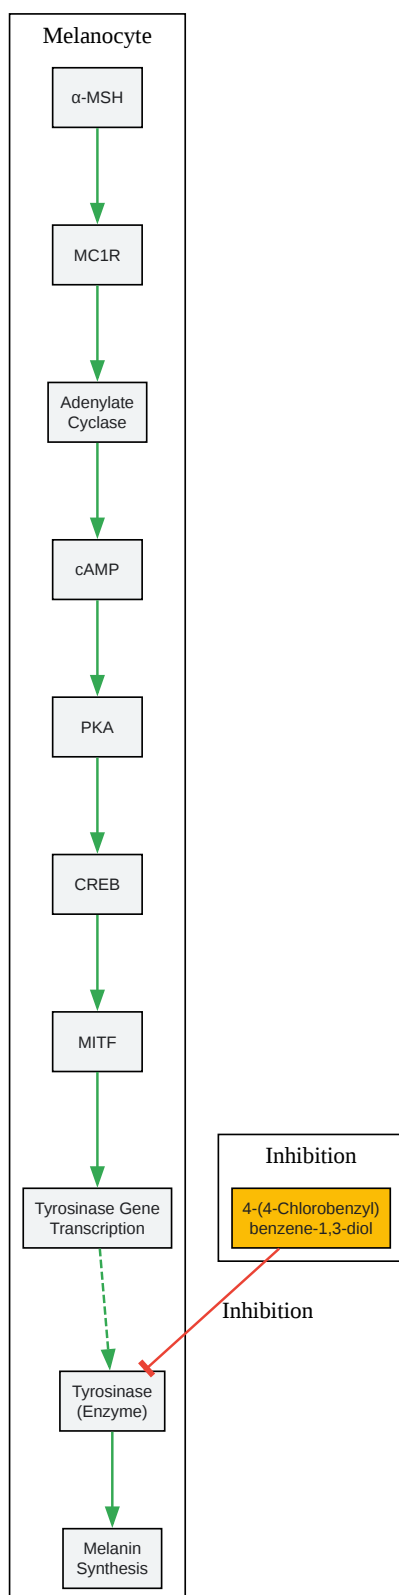 Melanocyte
α-MSH
MC1R
Adenylate
Cyclase
cAMP
PKA
CREB
MITF
Tyrosinase Gene
Transcription
Inhibition
4-(4-Chlorobenzyl)
benzene-1,3-diol
Inhibition
Tyrosinase
(Enzyme)
Melanin
Synthesis